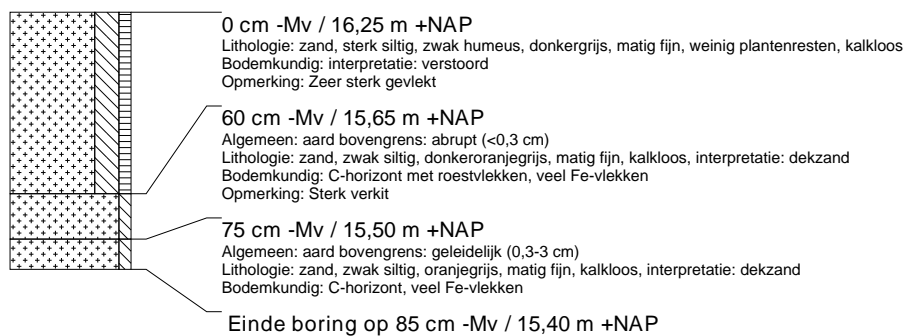 0 cm -Mv / 16,25 m +NAP
Lithologie: zand, sterk siltig, zwak humeus, donkergrijs, matig fijn, weinig plantenresten, kalkloos
Bodemkundig: interpretatie: verstoord
Opmerking: Zeer sterk gevlekt
60 cm -Mv / 15,65 m +NAP
Algemeen: aard bovengrens: abrupt (<0,3 cm)
Lithologie: zand, zwak siltig, donkeroranjegrijs, matig fijn, kalkloos, interpretatie: dekzand
Bodemkundig: C-horizont met roestvlekken, veel Fe-vlekken
Opmerking: Sterk verkit
75 cm -Mv / 15,50 m +NAP
Algemeen: aard bovengrens: geleidelijk (0,3-3 cm)
Lithologie: zand, zwak siltig, oranjegrijs, matig fijn, kalkloos, interpretatie: dekzand
Bodemkundig: C-horizont, veel Fe-vlekken
Einde boring op 85 cm -Mv / 15,40 m +NAP